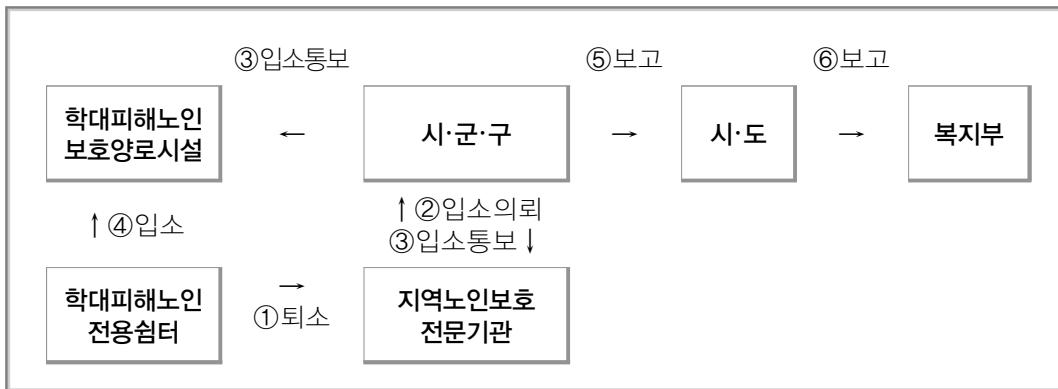 ③입소통보
⑤보고
⑥보고
학대피해노인
보호양로시설
←
시·군·구
→
시·도
→
복지부
↑④입소
↑②입소의뢰
③입소통보↓
학대피해노인
전용쉼터
→
①퇴소
지역노인보호
전문기관